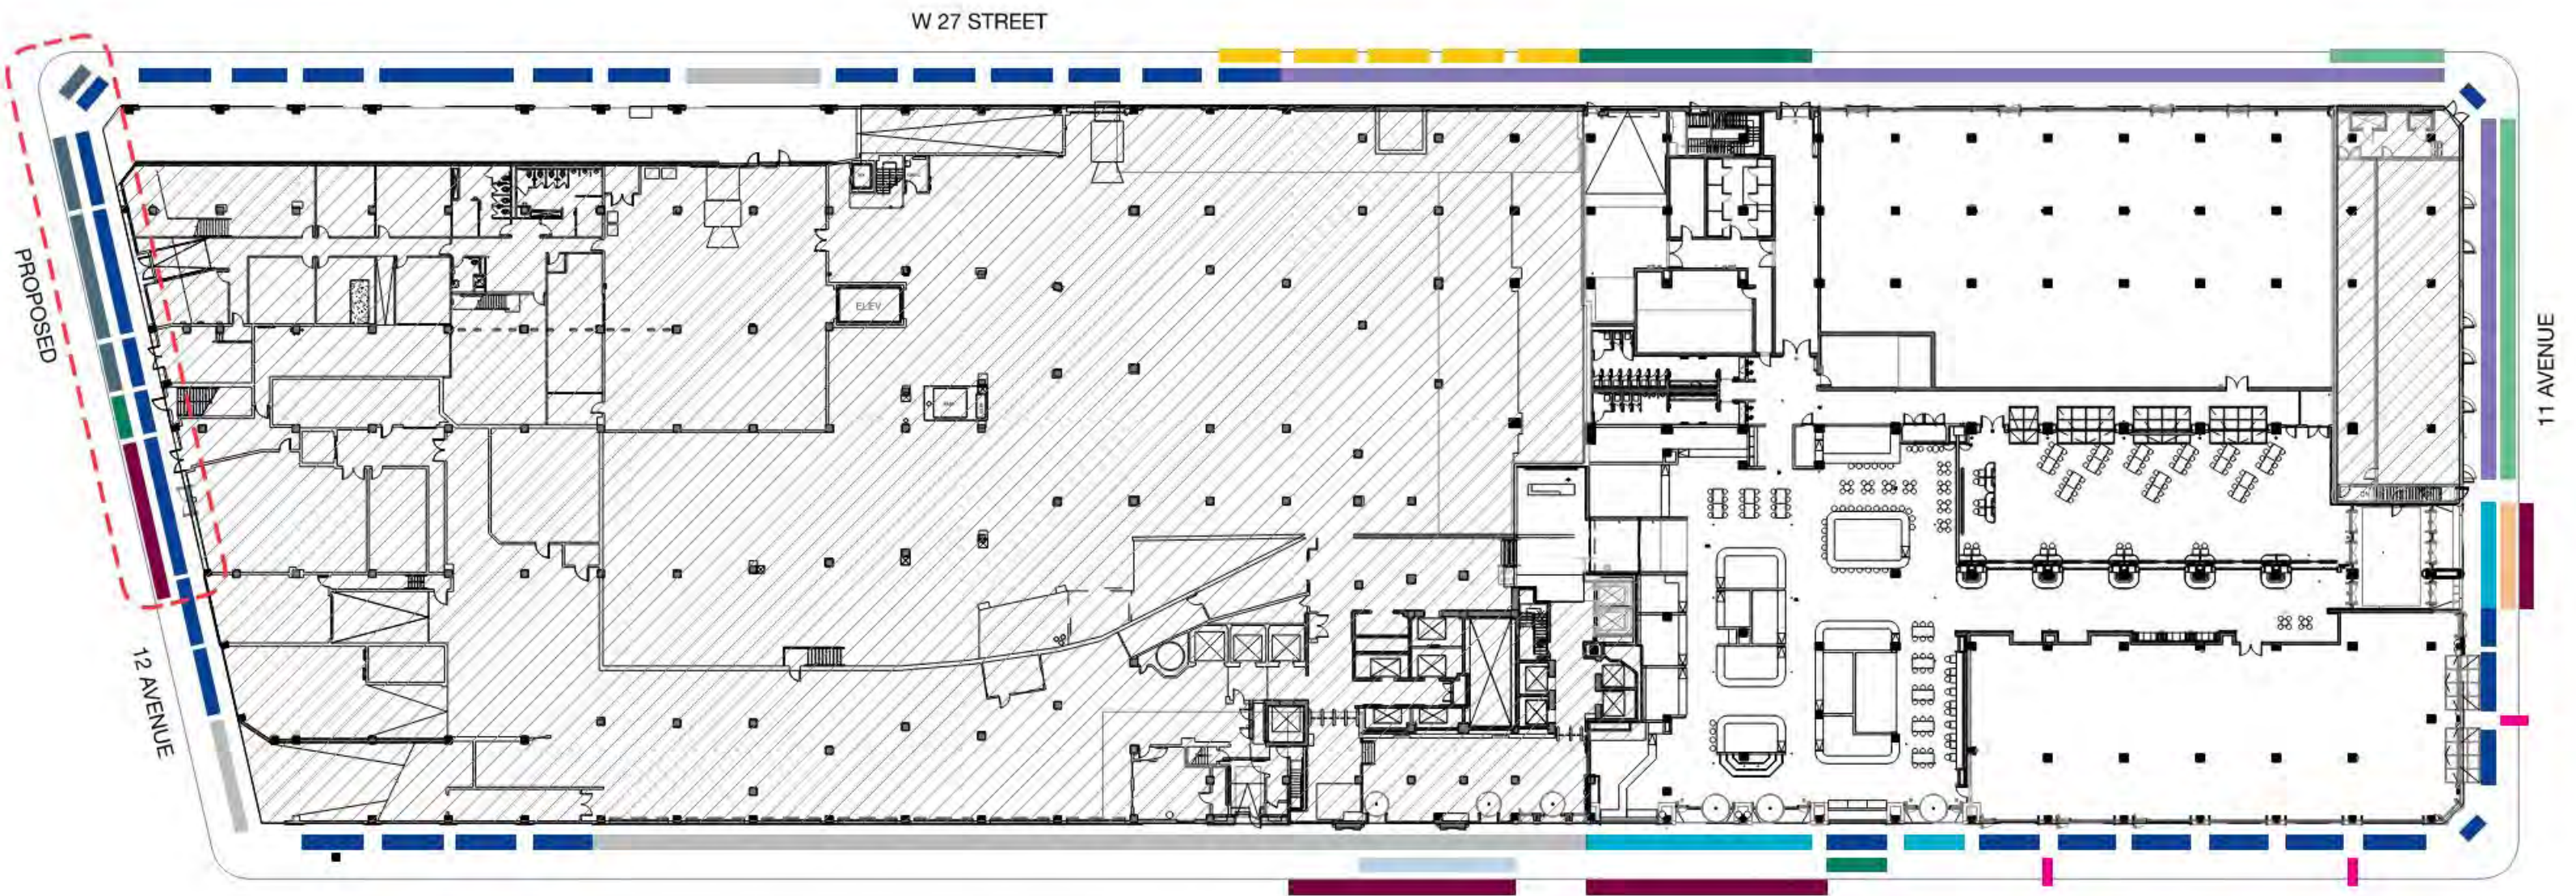 W 27 STREET
PROPOSED
ELEV
11 AVENUE
12 AVENUE